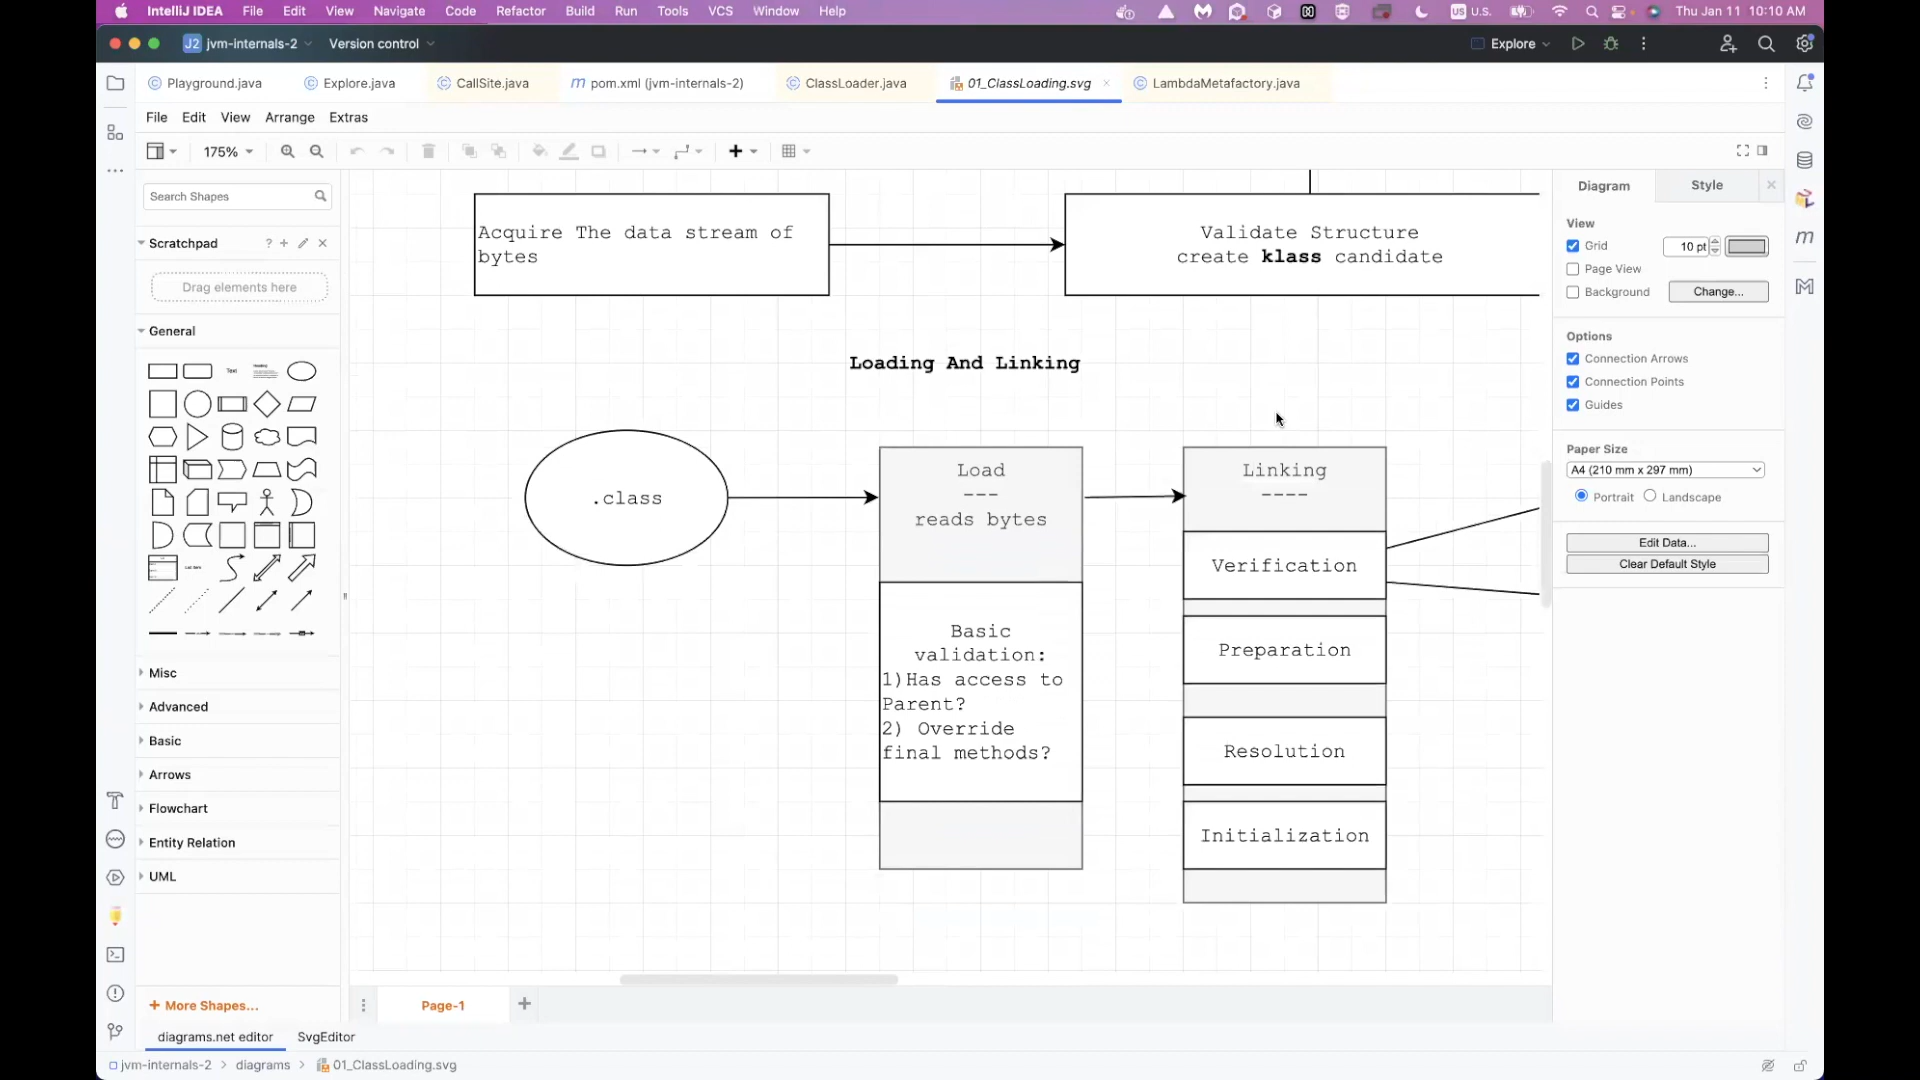 IntelliJ IDEA File Edit View Navigate Code Refactor Build Run Tools VCS Window Help U.S. Thu Jan 11 10:10 AM
J2 jvm-internals-2 Version control Explore
Playground.java Explore.java CallSite.java pom.xml (jvm-internals-2) ClassLoader.java 01_ClassLoading.svg LambdaMetafactory.java
File Edit View Arrange Extras
175%
Search Shapes
Scratchpad
Drag elements here
General
Text
Heading
List Item
Misc
Advanced
Basic
Arrows
Flowchart
Entity Relation
UML
+ More Shapes...
Acquire The data stream of
bytes
Validate Structure
create klass candidate
Loading And Linking
.class
Load
---
reads bytes
Basic
validation:
1)Has access to
Parent?
2) Override
final methods?
Linking
----
Verification
Preparation
Resolution
Initialization
Page-1
Diagram Style
View
Grid 10 pt
Page View
Background Change...
Options
Connection Arrows
Connection Points
Guides
Paper Size
A4 (210 mm x 297 mm)
Portrait Landscape
Edit Data...
Clear Default Style
diagrams.net editor SvgEditor
jvm-internals-2 > diagrams > 01_ClassLoading.svg